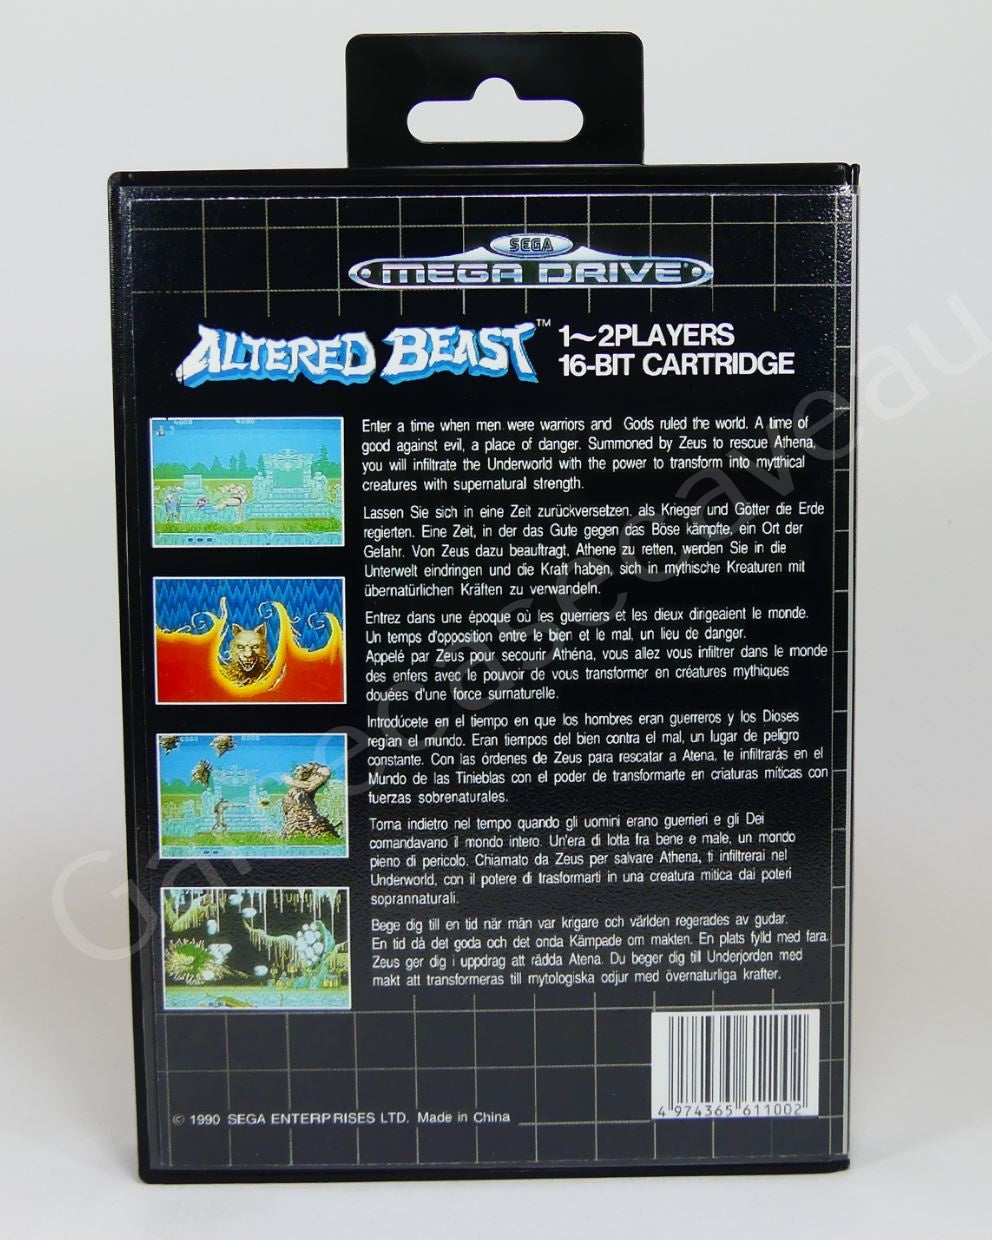 SEGA
MEGA DRIVE
ALTERED BEAST™
1~2PLAYERS
16-BIT CARTRIDGE
Enter a time when men were warriors and Gods ruled the world. A time of
good against evil, a place of danger. Summoned by Zeus to rescue Athena,
you will infiltrate the Underworld with the power to transform into mytthical
creatures with supernatural strength.
Lassen Sie sich in eine Zeit zurückversetzen, als Krieger und Götter die Erde
regierten. Eine Zeit, in der das Gute gegen das Böse kämpfte, ein Ort der
Gefahr. Von Zeus dazu beauftragt, Athene zu retten, werden Sie in die
Unterwelt eindringen und die Kraft haben, sich in mythische Kreaturen mit
übernatürlichen Kräften zu verwandeln.
Entrez dans une époque où les guerriers et les dieux dirigeaient le monde.
Un temps d'opposition entre le bien et le mal, un lieu de danger.
Appelé par Zeus pour secourir Athéna, vous allez vous infiltrer dans le monde
des enfers avec le pouvoir de vous transformer en créatures mythiques
douées d'une force surnaturelle.
Introdúcete en el tiempo en que los hombres eran guerreros y los Dioses
regían el mundo. Eran tiempos del bien contra el mal, un lugar de peligro
constante. Con las órdenes de Zeus para rescatar a Atena, te infiltrarás en el
Mundo de las Tinieblas con el poder de transformarte en criaturas míticas con
fuerzas sobrenaturales.
Torna indietro nel tempo quando gli uomini erano guerrieri e gli Dei
comandavano il mondo intero. Un'era di lotta fra bene e male, un mondo
pieno di pericolo. Chiamato da Zeus per salvare Athena, ti infiltrerai nel
Underworld, con il potere di trasformarti in una creatura mitica dai poteri
soprannaturali.
Bege dig till en tid när män var krigare och världen regerades av gudar.
En tid då det goda och det onda Kämpade om makten. En plats fylld med fara.
Zeus ger dig i uppdrag att rädda Atena. Du beger dig till Underjorden med
makt att transformeras till mytologiska odjur med övernaturliga krafter.
4 974365 611002
© 1990 SEGA ENTERPRISES LTD. Made in China
Gamecasecaveau